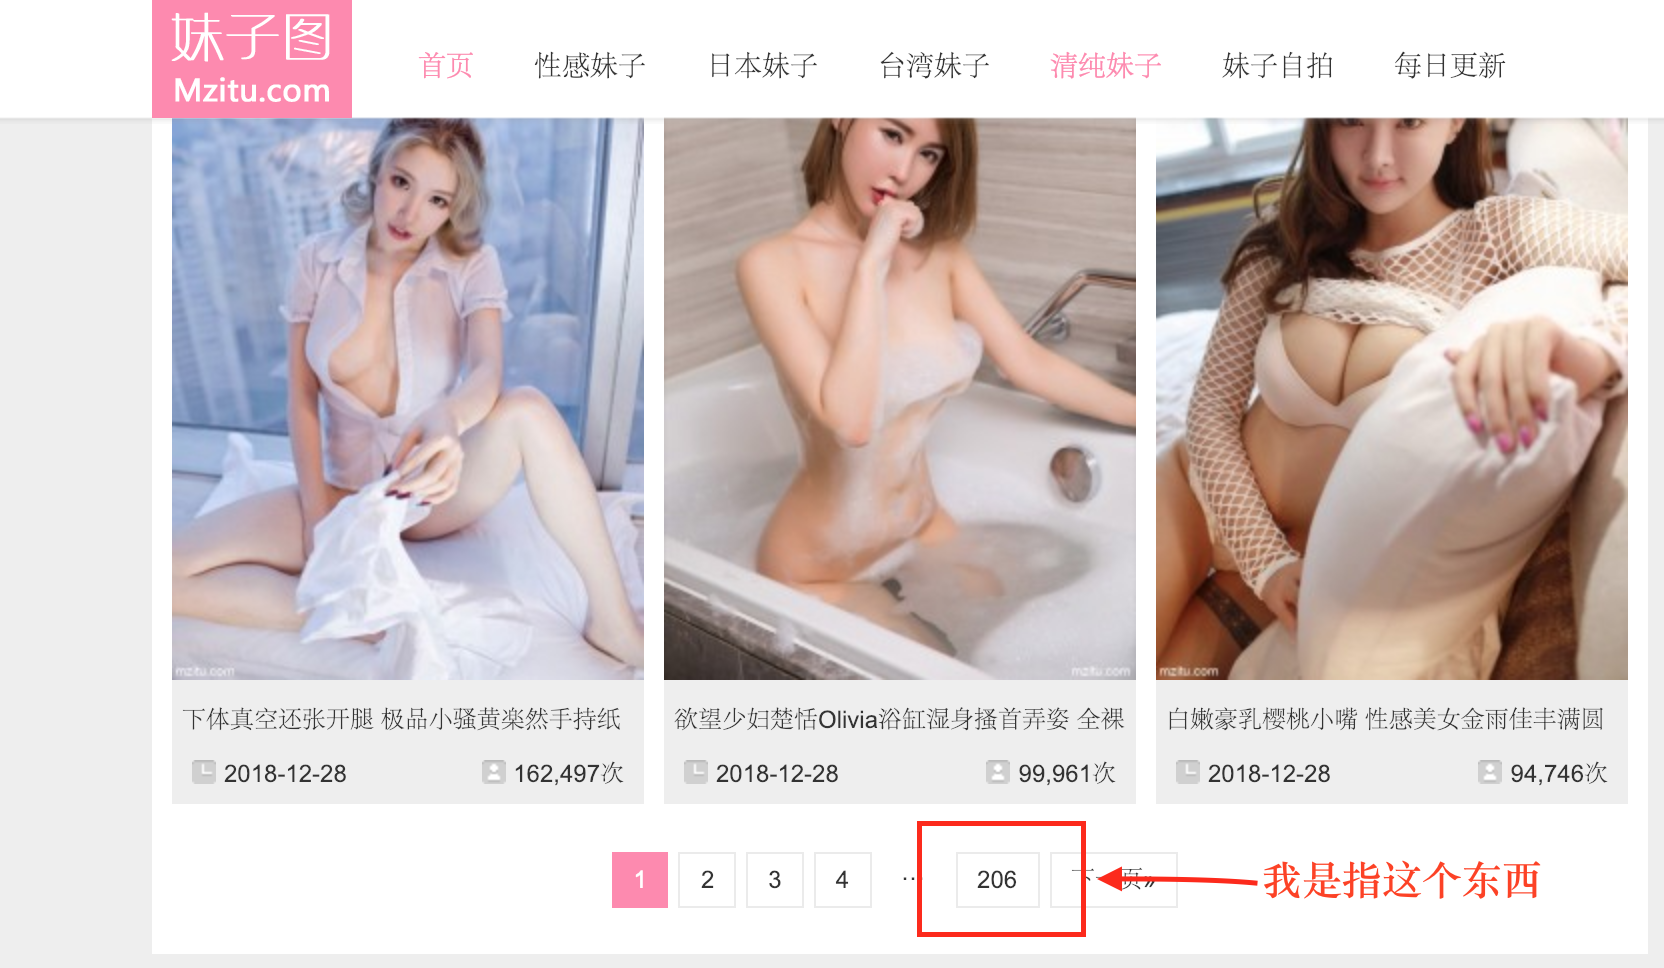 妹子图
Mzitu.com
首页 性感妹子 日本妹子 台湾妹子 清纯妹子 妹子自拍 每日更新
mzitu.com
mzitu.com
mzitu.com
下体真空还张开腿 极品小骚黄楽然手持纸
2018-12-28 162,497次
欲望少妇楚恬Olivia浴缸湿身搔首弄姿 全裸
2018-12-28 99,961次
白嫩豪乳樱桃小嘴 性感美女金雨佳丰满圆
2018-12-28 94,746次
1 2 3 4 ... 206 下一页»
我是指这个东西